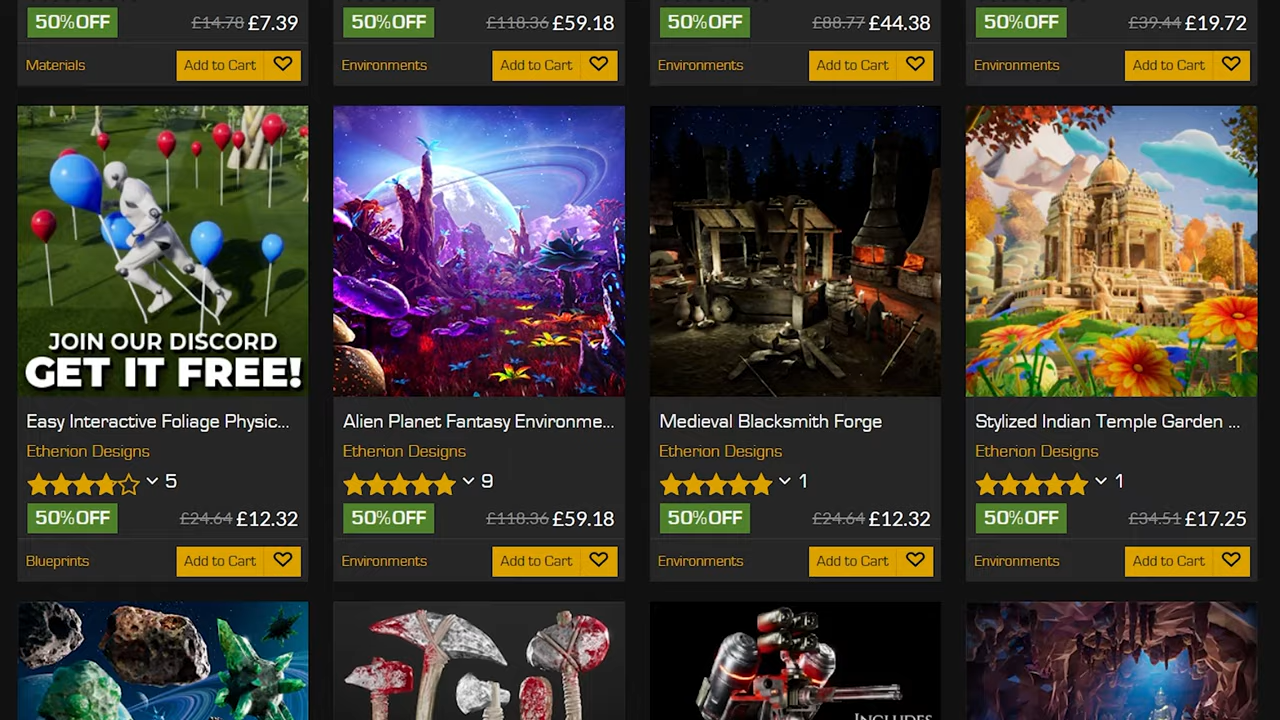 50%OFF £14.78 £7.39
50%OFF £118.36 £59.18
50%OFF £88.77 £44.38
50%OFF £39.44 £19.72
Materials Add to Cart
Environments Add to Cart
Environments Add to Cart
Environments Add to Cart
JOIN OUR DISCORD
GET IT FREE!
Easy Interactive Foliage Physic...
Etherion Designs
5
50%OFF £24.64 £12.32
Blueprints Add to Cart
Alien Planet Fantasy Environme...
Etherion Designs
9
50%OFF £118.36 £59.18
Environments Add to Cart
Medieval Blacksmith Forge
Etherion Designs
1
50%OFF £24.64 £12.32
Environments Add to Cart
Stylized Indian Temple Garden ...
Etherion Designs
1
50%OFF £34.51 £17.25
Environments Add to Cart
INCLUDES